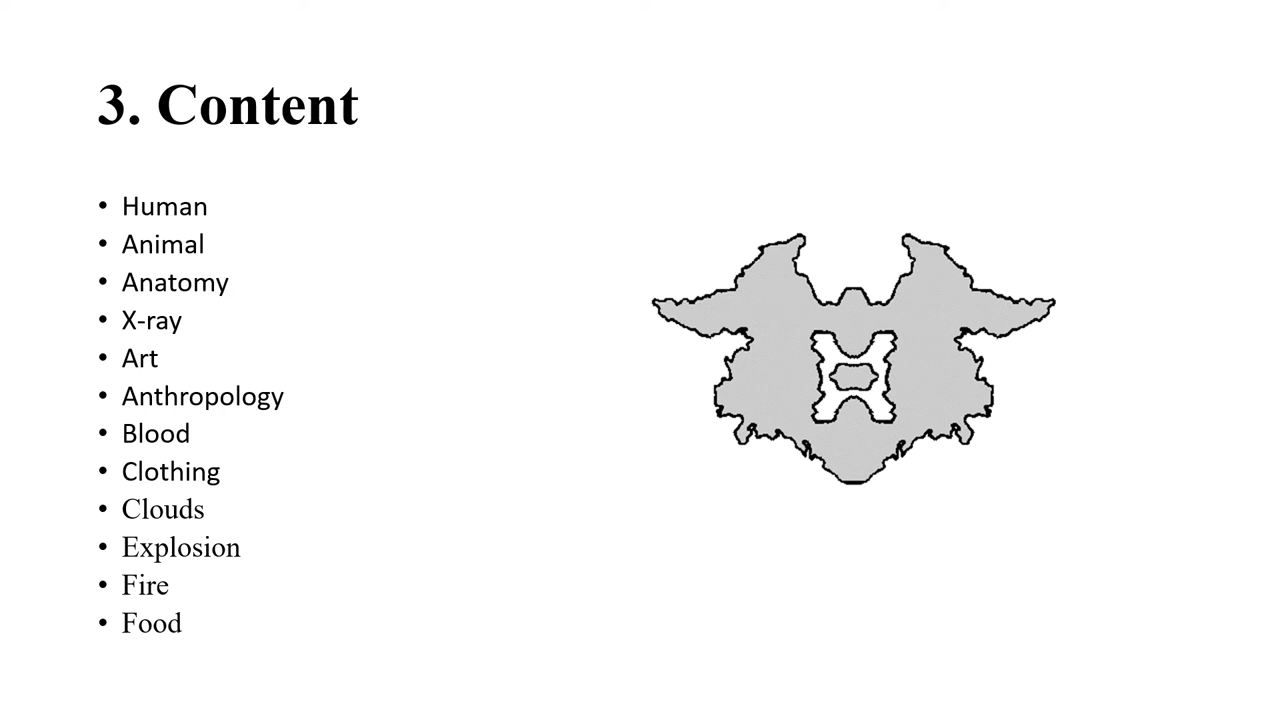 3. Content
• Human
• Animal
• Anatomy
• X-ray
• Art
• Anthropology
• Blood
• Clothing
• Clouds
• Explosion
• Fire
• Food